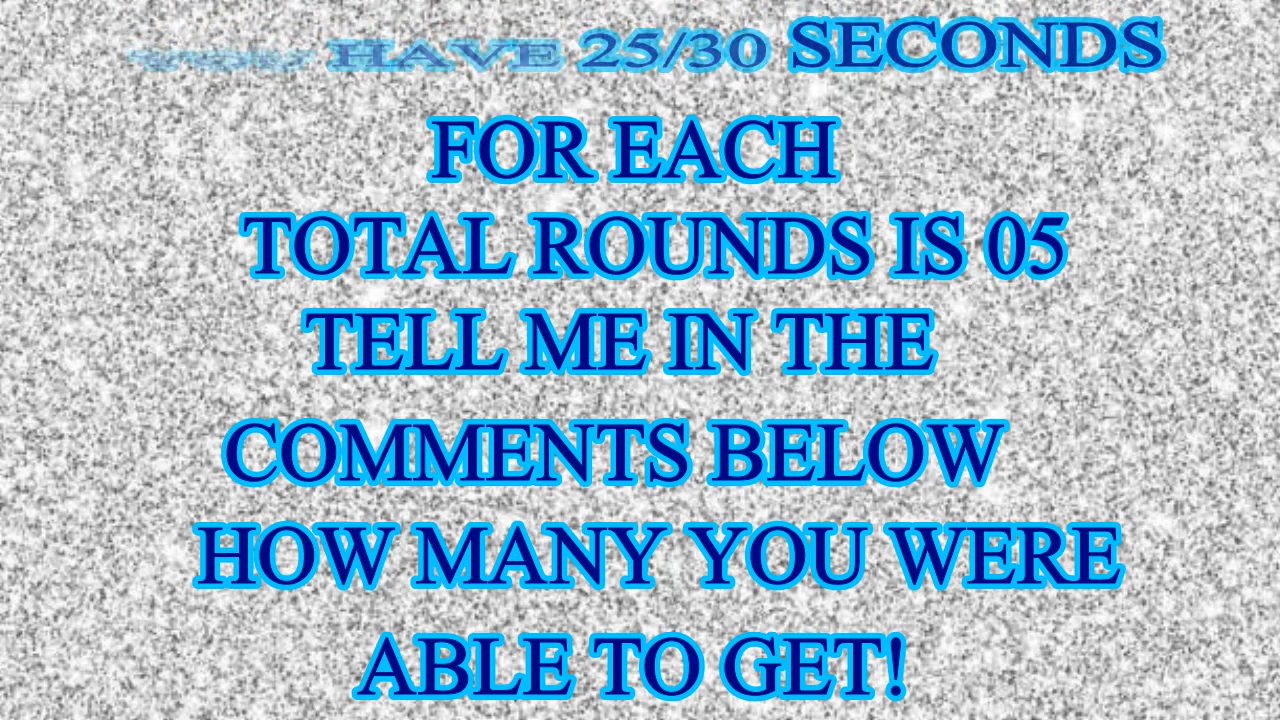 YOU HAVE 25/30 SECONDS
FOR EACH
TOTAL ROUNDS IS 05
TELL ME IN THE
COMMENTS BELOW
HOW MANY YOU WERE
ABLE TO GET!